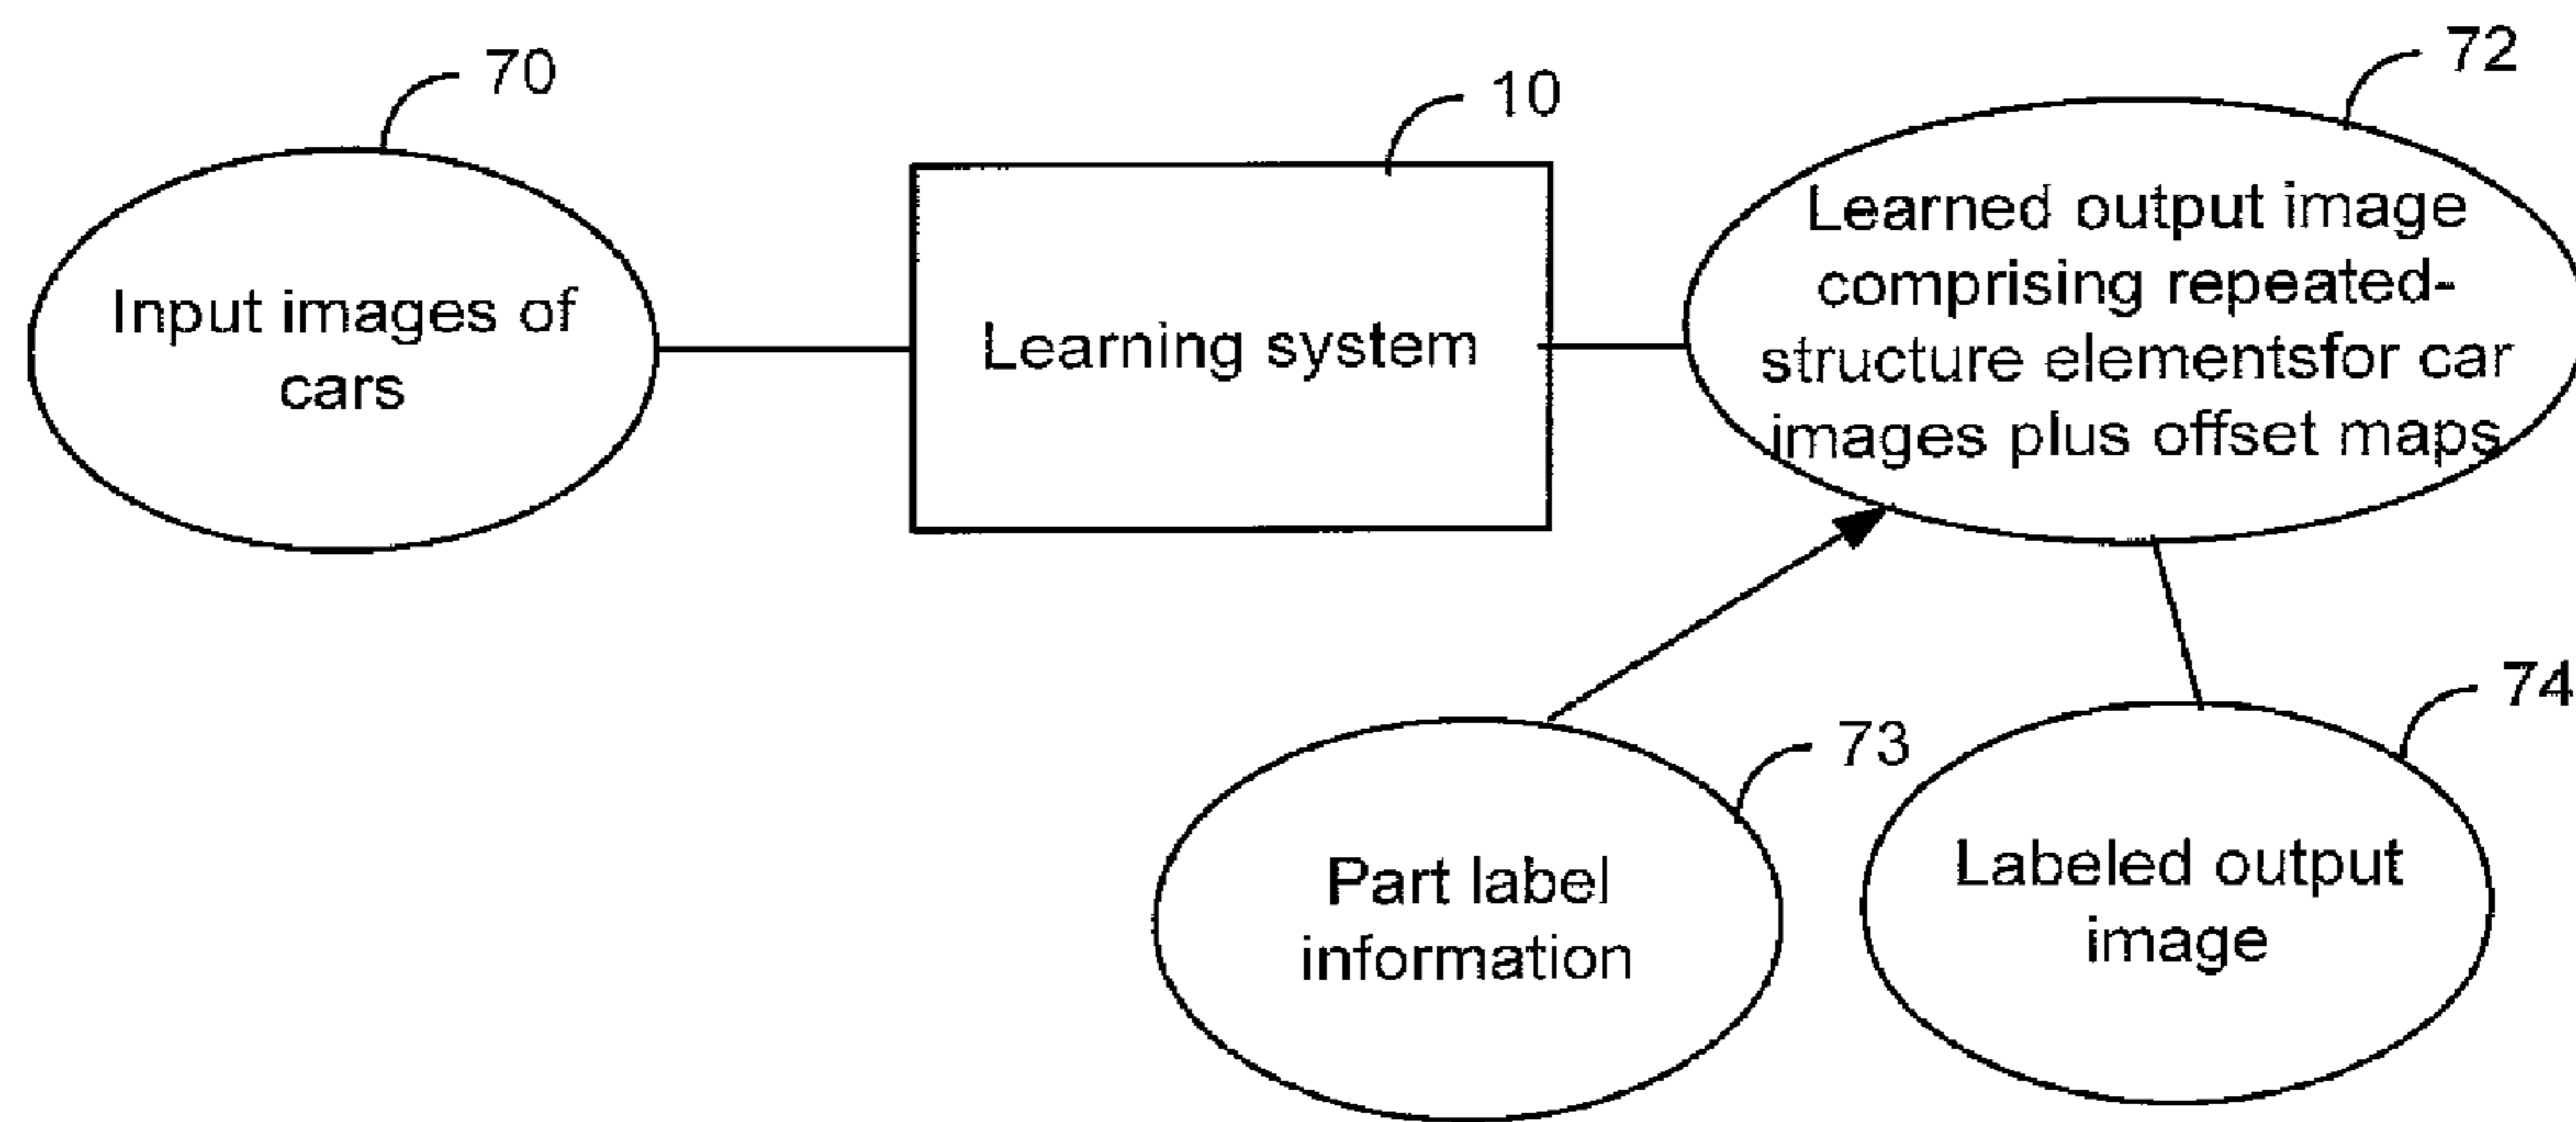 70
Input images of
cars
10
Learning system
72
Learned output image
comprising repeated-
structure elementsfor car
images plus offset maps
73
Part label
information
74
Labeled output
image